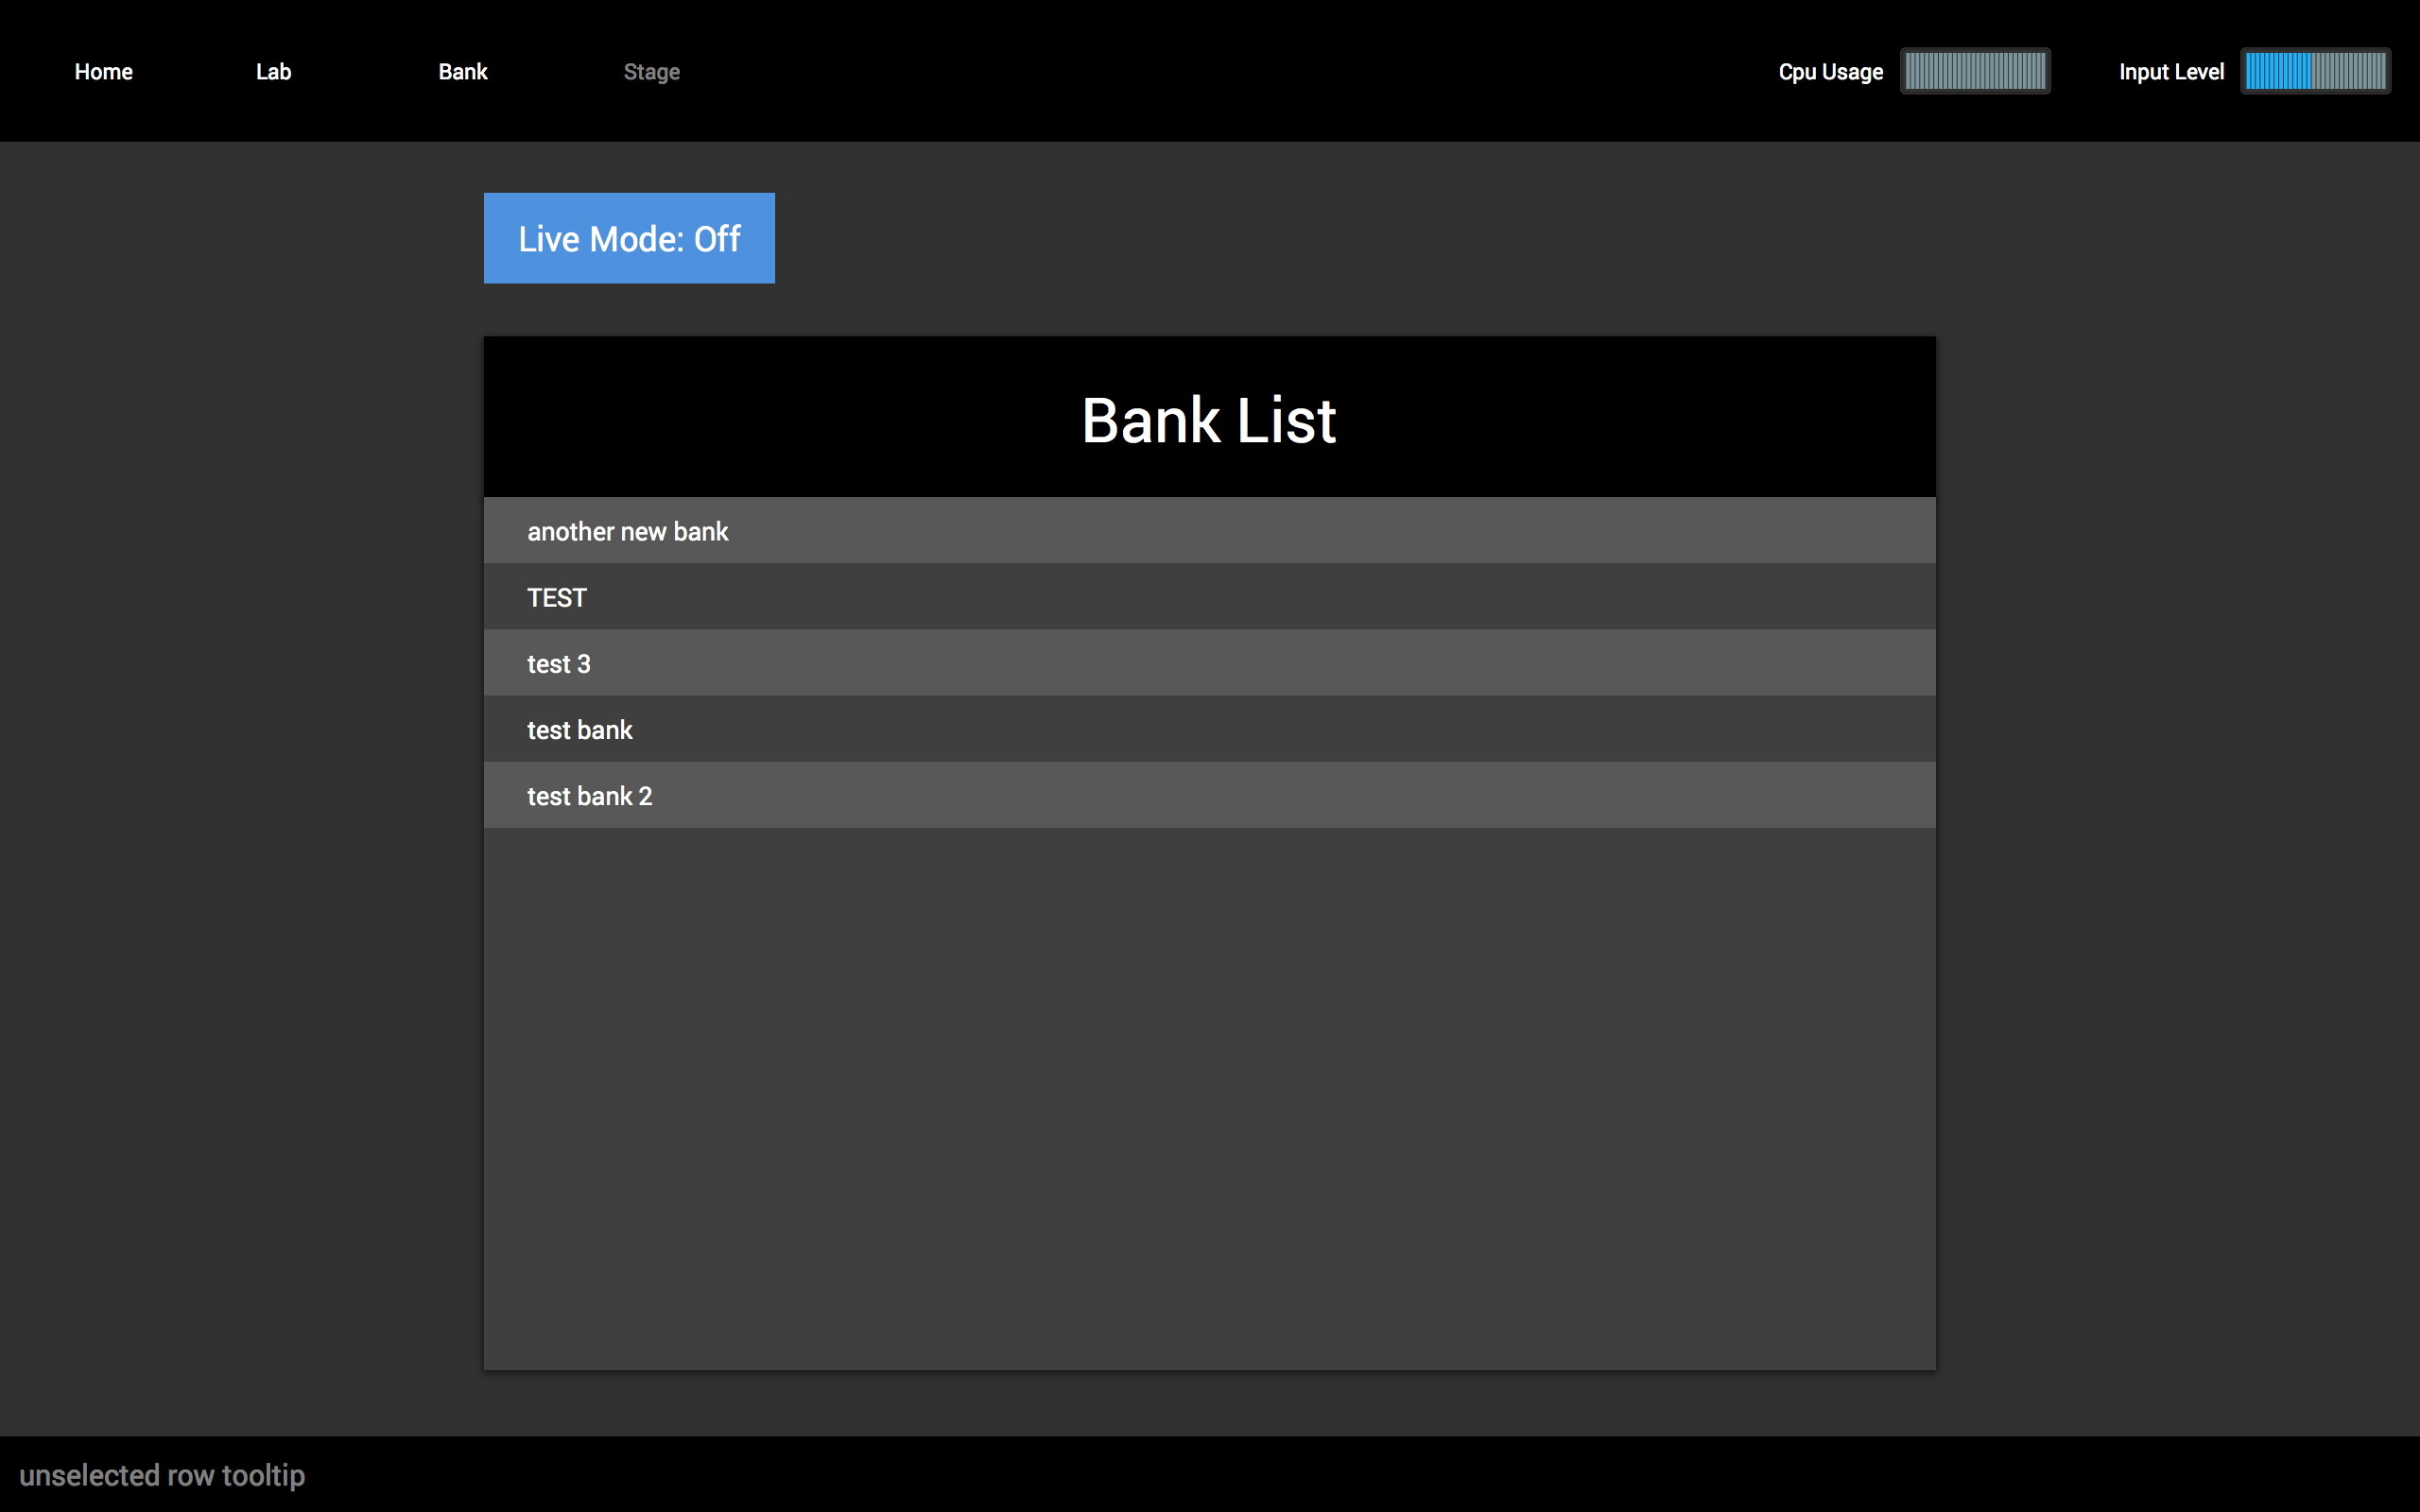 Home Lab Bank Stage Cpu Usage Input Level
Live Mode: Off
Bank List
another new bank
TEST
test 3
test bank
test bank 2
unselected row tooltip